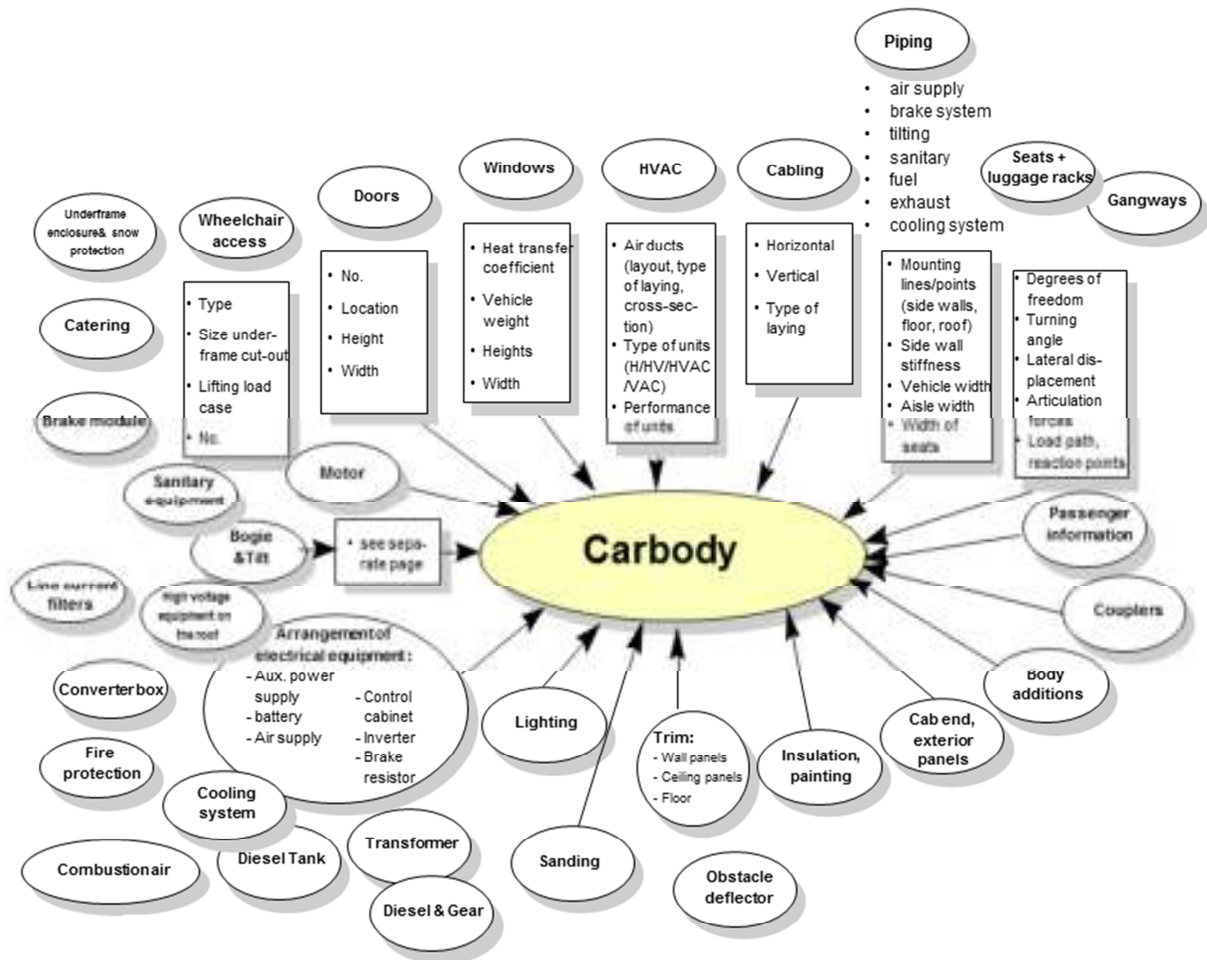 Piping
• air supply
• brake system
• tilting
• sanitary
• fuel
• exhaust
• cooling system
Seats +
luggage racks
Gangways
Windows
HVAC
Cabling
Doors
Wheelchair
access
Underframe
enclosure& snow
protection
Catering
Brake module
• Type
• Size under-
frame cut-out
• Lifting load
case
• No.
• No.
• Location
• Height
• Width
• Heat transfer
coefficient
• Vehicle
weight
• Heights
• Width
• Air ducts
(layout, type
of laying,
cross-sec-
tion)
• Type of units
(H/HV/HVAC
/VAC)
• Performance
of units
• Horizontal
• Vertical
• Type of
laying
• Mounting
lines/points
(side walls,
floor, roof)
• Side wall
stiffness
• Vehicle width
• Aisle width
• Width of
seats
• Degrees of
freedom
• Turning
angle
• Lateral dis-
placement
• Articulation
forces
• Load path,
reaction points
Motor
Sanitary
equipment
Bogie
& Tilt
• see sepa-
rate page
Carbody
Passenger
information
Couplers
Line current
filters
High voltage
equipment on
the roof
Arrangement of
electrical equipment :
- Aux. power
supply
- battery
- Air supply
- Control
cabinet
- Inverter
- Brake
resistor
Converter box
Fire
protection
Cooling
system
Combustion air
Diesel Tank
Transformer
Diesel & Gear
Lighting
Sanding
Trim:
- Wall panels
- Ceiling panels
- Floor
Insulation,
painting
Cab end,
exterior
panels
Body
additions
Obstacle
deflector